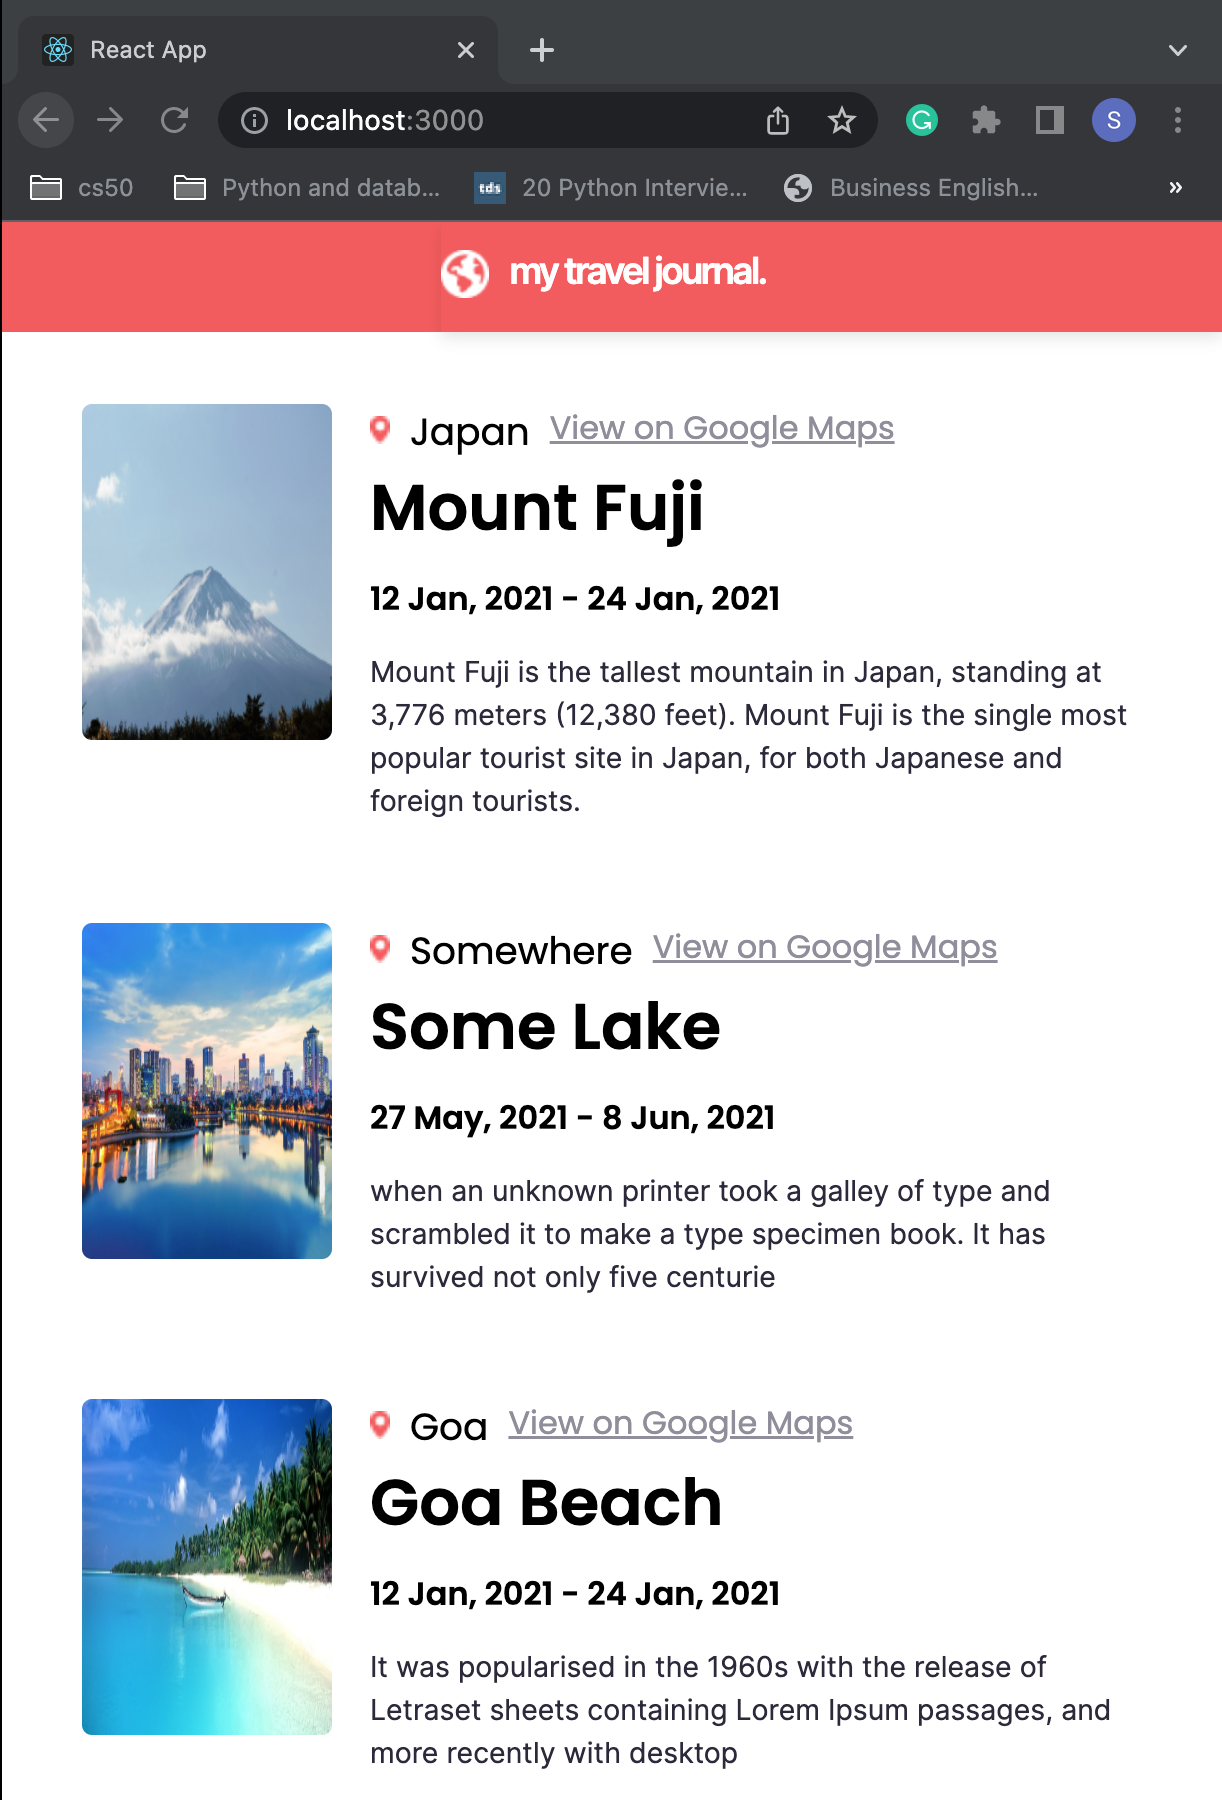 React App
localhost:3000
S
cs50
Python and datab...
tds
20 Python Intervie...
Business English...
»
my travel journal.
Japan View on Google Maps
Mount Fuji
12 Jan, 2021 - 24 Jan, 2021
Mount Fuji is the tallest mountain in Japan, standing at
3,776 meters (12,380 feet). Mount Fuji is the single most
popular tourist site in Japan, for both Japanese and
foreign tourists.
Somewhere View on Google Maps
Some Lake
27 May, 2021 - 8 Jun, 2021
when an unknown printer took a galley of type and
scrambled it to make a type specimen book. It has
survived not only five centurie
Goa View on Google Maps
Goa Beach
12 Jan, 2021 - 24 Jan, 2021
It was popularised in the 1960s with the release of
Letraset sheets containing Lorem Ipsum passages, and
more recently with desktop